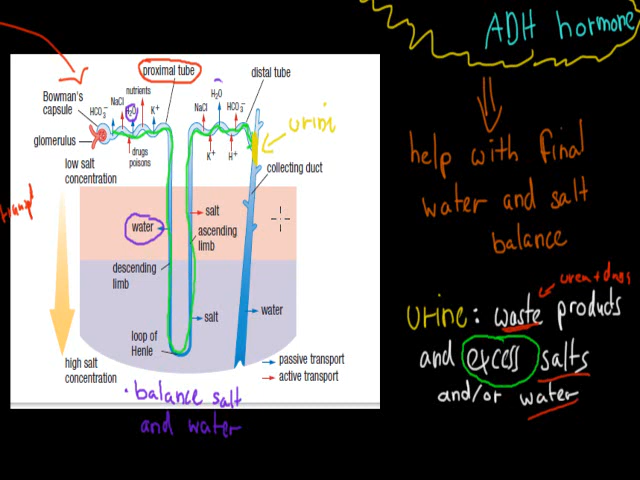 ADH hormone
help with final
water and salt
balance
urea + drugs
urine: waste products
and excess salts
and/or water
urine
proximal tube
distal tube
nutrients
Bowman's
capsule
HCO3−
NaCl
H2O
K+
NaCl
H2O
HCO3−
glomerulus
drugs
poisons
K+
H+
low salt
concentration
collecting duct
salt
water
ascending
limb
descending
limb
salt
water
loop of
Henle
high salt
concentration
passive transport
active transport
• balance salt
and water